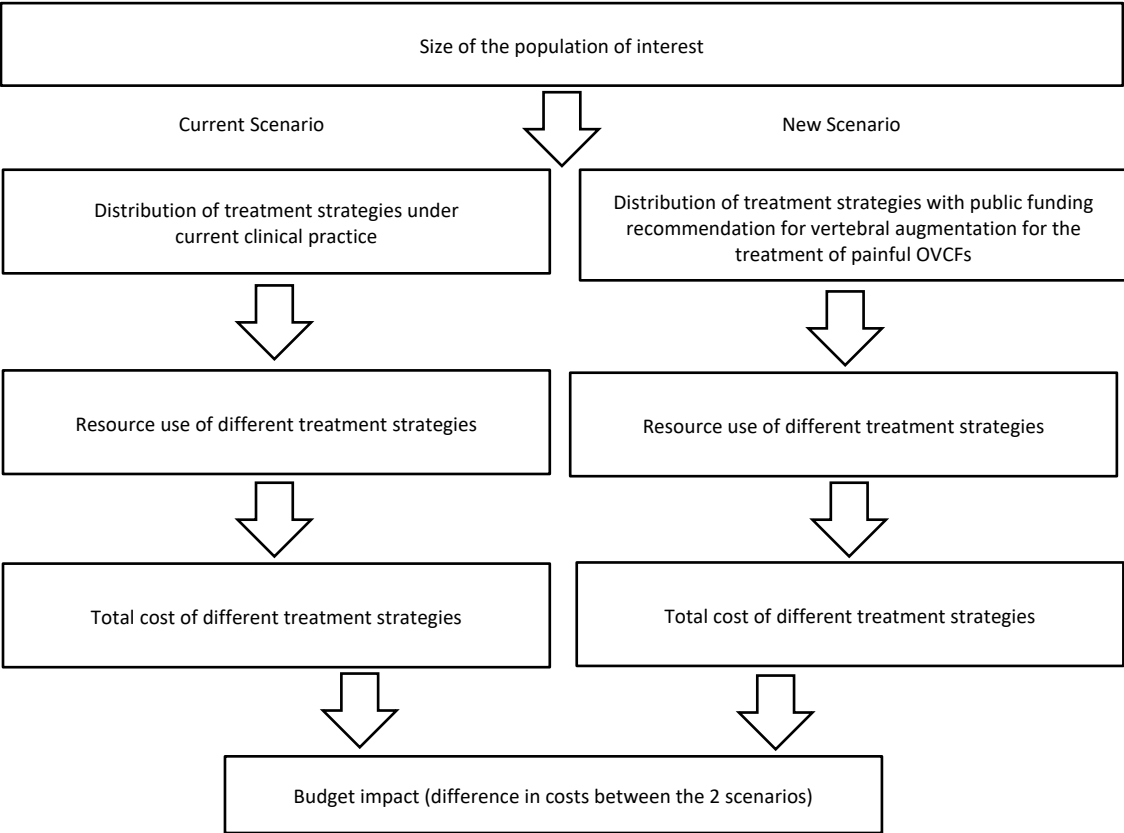 Size of the population of interest
Current Scenario
New Scenario
Distribution of treatment strategies under
current clinical practice
Distribution of treatment strategies with public funding
recommendation for vertebral augmentation for the
treatment of painful OVCFs
Resource use of different treatment strategies
Resource use of different treatment strategies
Total cost of different treatment strategies
Total cost of different treatment strategies
Budget impact (difference in costs between the 2 scenarios)